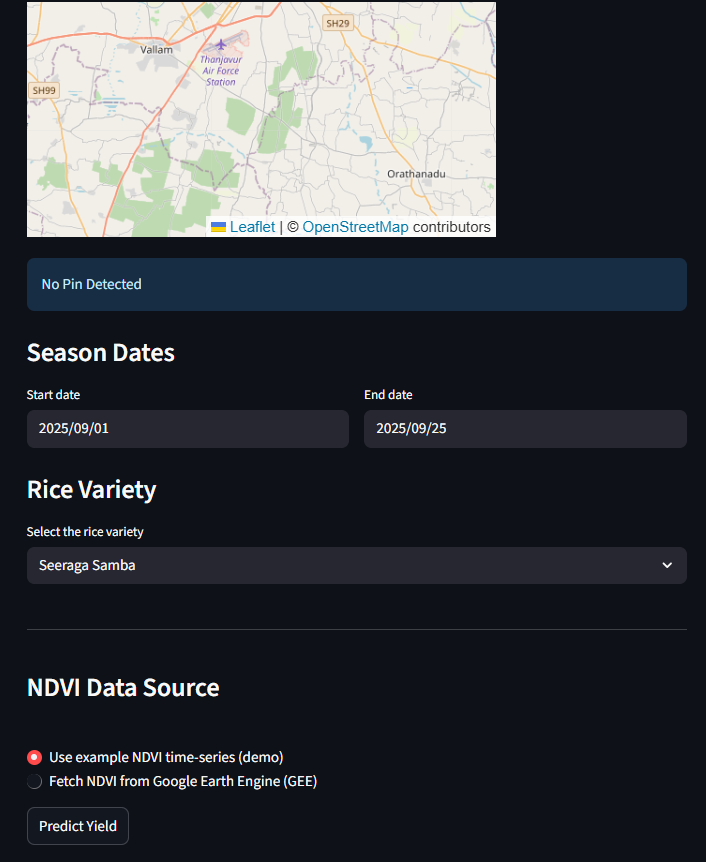 SH29
Vallam
Thanjavur
Air Force
Station
SH99
Orathanadu
Leaflet | © OpenStreetMap contributors
No Pin Detected
Season Dates
Start date
End date
2025/09/01
2025/09/25
Rice Variety
Select the rice variety
Seeraga Samba
NDVI Data Source
Use example NDVI time-series (demo)
Fetch NDVI from Google Earth Engine (GEE)
Predict Yield